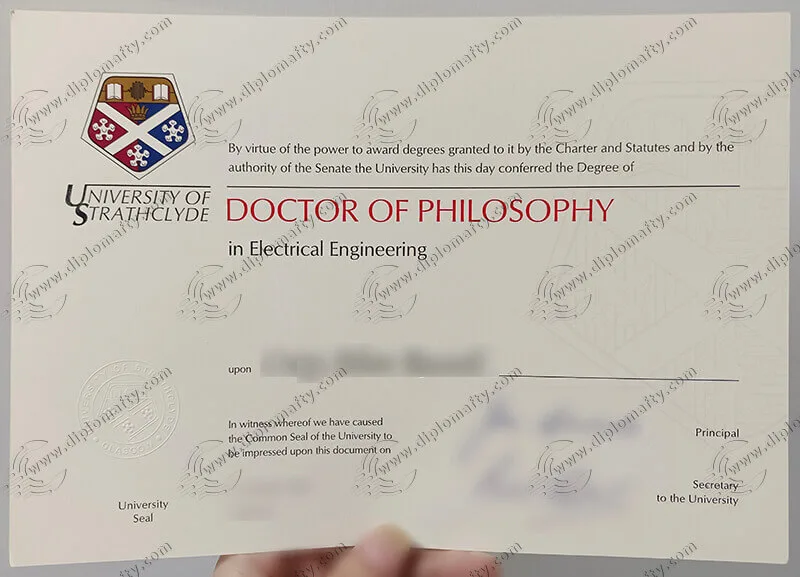 By virtue of the power to award degrees granted to it by the Charter and Statutes and by the
authority of the Senate the University has this day conferred the Degree of
UNIVERSITY OF
STRATHCLYDE
DOCTOR OF PHILOSOPHY
in Electrical Engineering
upon
In witness whereof we have caused
the Common Seal of the University to
be impressed upon this document on
Principal
Secretary
to the University
University
Seal
www.diplomafty.com